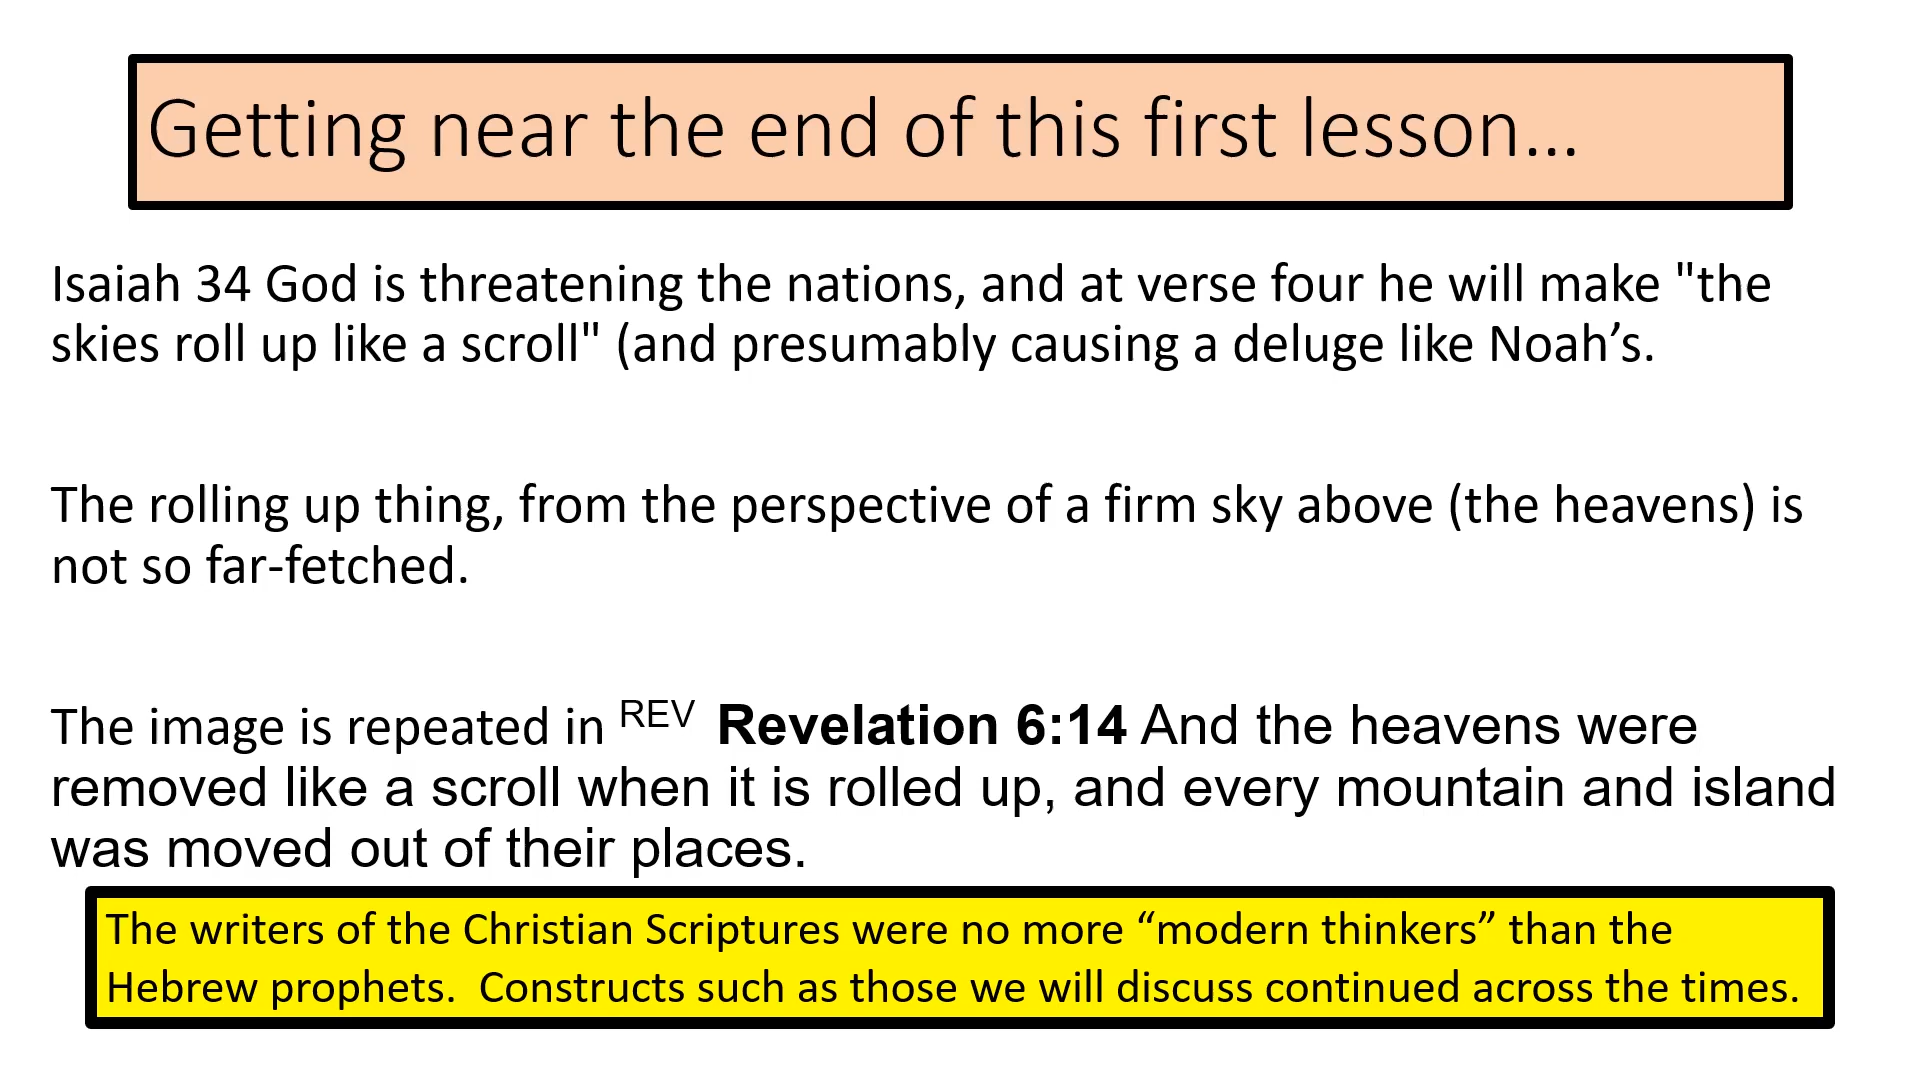 Getting near the end of this first lesson...
Isaiah 34 God is threatening the nations, and at verse four he will make "the
skies roll up like a scroll" (and presumably causing a deluge like Noah’s.
The rolling up thing, from the perspective of a firm sky above (the heavens) is
not so far-fetched.
The image is repeated in REV Revelation 6:14 And the heavens were
removed like a scroll when it is rolled up, and every mountain and island
was moved out of their places.
The writers of the Christian Scriptures were no more “modern thinkers” than the
Hebrew prophets.  Constructs such as those we will discuss continued across the times.